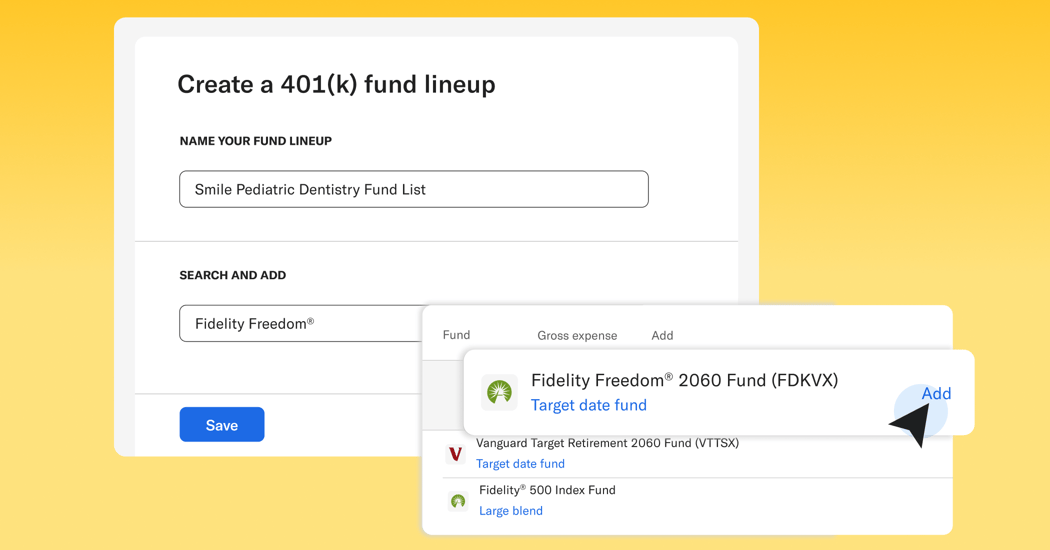 Create a 401(k) fund lineup
NAME YOUR FUND LINEUP
Smile Pediatric Dentistry Fund List
SEARCH AND ADD
Fidelity Freedom®
Save
Fund Gross expense Add
Fidelity Freedom® 2060 Fund (FDKVX)
Target date fund
Add
Vanguard Target Retirement 2060 Fund (VTTSX)
Target date fund
Fidelity® 500 Index Fund
Large blend